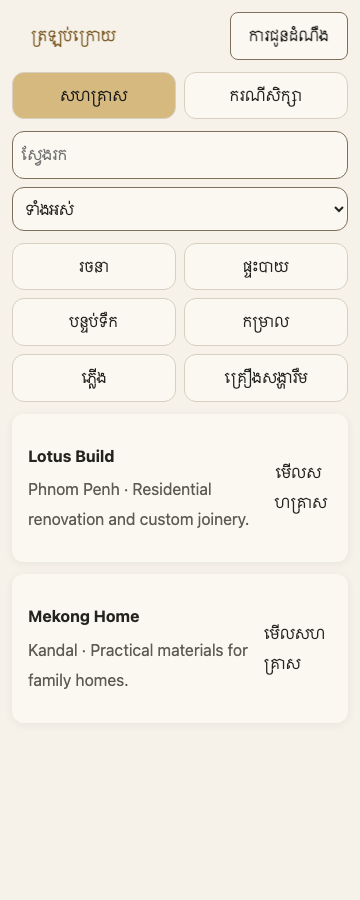 ត្រឡប់ក្រោយ
ការជូនដំណឹង
សហគ្រាស
ករណីសិក្សា
ស្វែងរក
ទាំងអស់
រចនា
ផ្ទះបាយ
បន្ទប់ទឹក
កម្រាល
ភ្លើង
គ្រឿងសង្ហារឹម
Lotus Build
Phnom Penh · Residential
renovation and custom joinery.
មើលស
ហគ្រាស
Mekong Home
Kandal · Practical materials for
family homes.
មើលសហ
គ្រាស